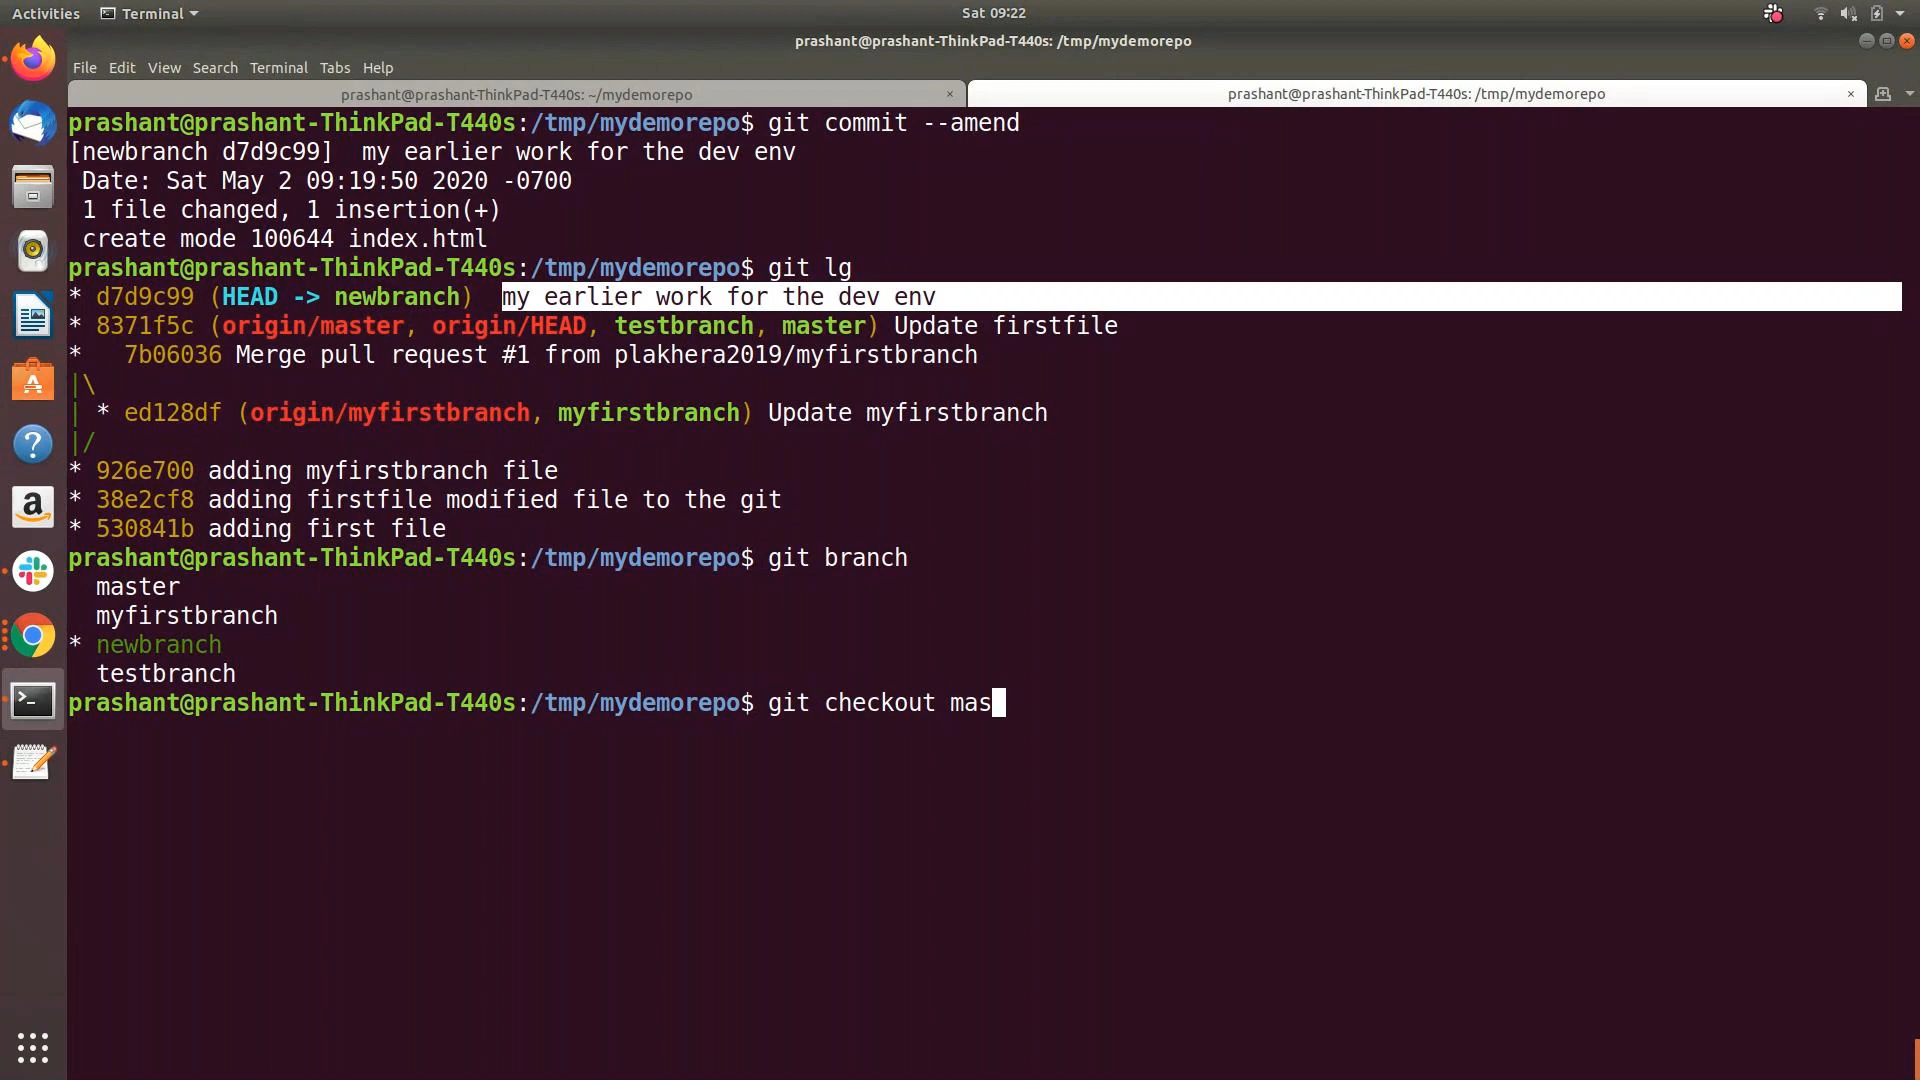 Activities Terminal Sat 09:22
prashant@prashant-ThinkPad-T440s: /tmp/mydemorepo
File Edit View Search Terminal Tabs Help
prashant@prashant-ThinkPad-T440s: ~/mydemorepo × prashant@prashant-ThinkPad-T440s: /tmp/mydemorepo ×
prashant@prashant-ThinkPad-T440s:/tmp/mydemorepo$ git commit --amend
[newbranch d7d9c99]  my earlier work for the dev env
 Date: Sat May 2 09:19:50 2020 -0700
 1 file changed, 1 insertion(+)
 create mode 100644 index.html
prashant@prashant-ThinkPad-T440s:/tmp/mydemorepo$ git lg
* d7d9c99 (HEAD -> newbranch)  my earlier work for the dev env
* 8371f5c (origin/master, origin/HEAD, testbranch, master) Update firstfile
*   7b06036 Merge pull request #1 from plakhera2019/myfirstbranch
|\
| * ed128df (origin/myfirstbranch, myfirstbranch) Update myfirstbranch
|/
* 926e700 adding myfirstbranch file
* 38e2cf8 adding firstfile modified file to the git
* 530841b adding first file
prashant@prashant-ThinkPad-T440s:/tmp/mydemorepo$ git branch
  master
  myfirstbranch
* newbranch
  testbranch
prashant@prashant-ThinkPad-T440s:/tmp/mydemorepo$ git checkout mas